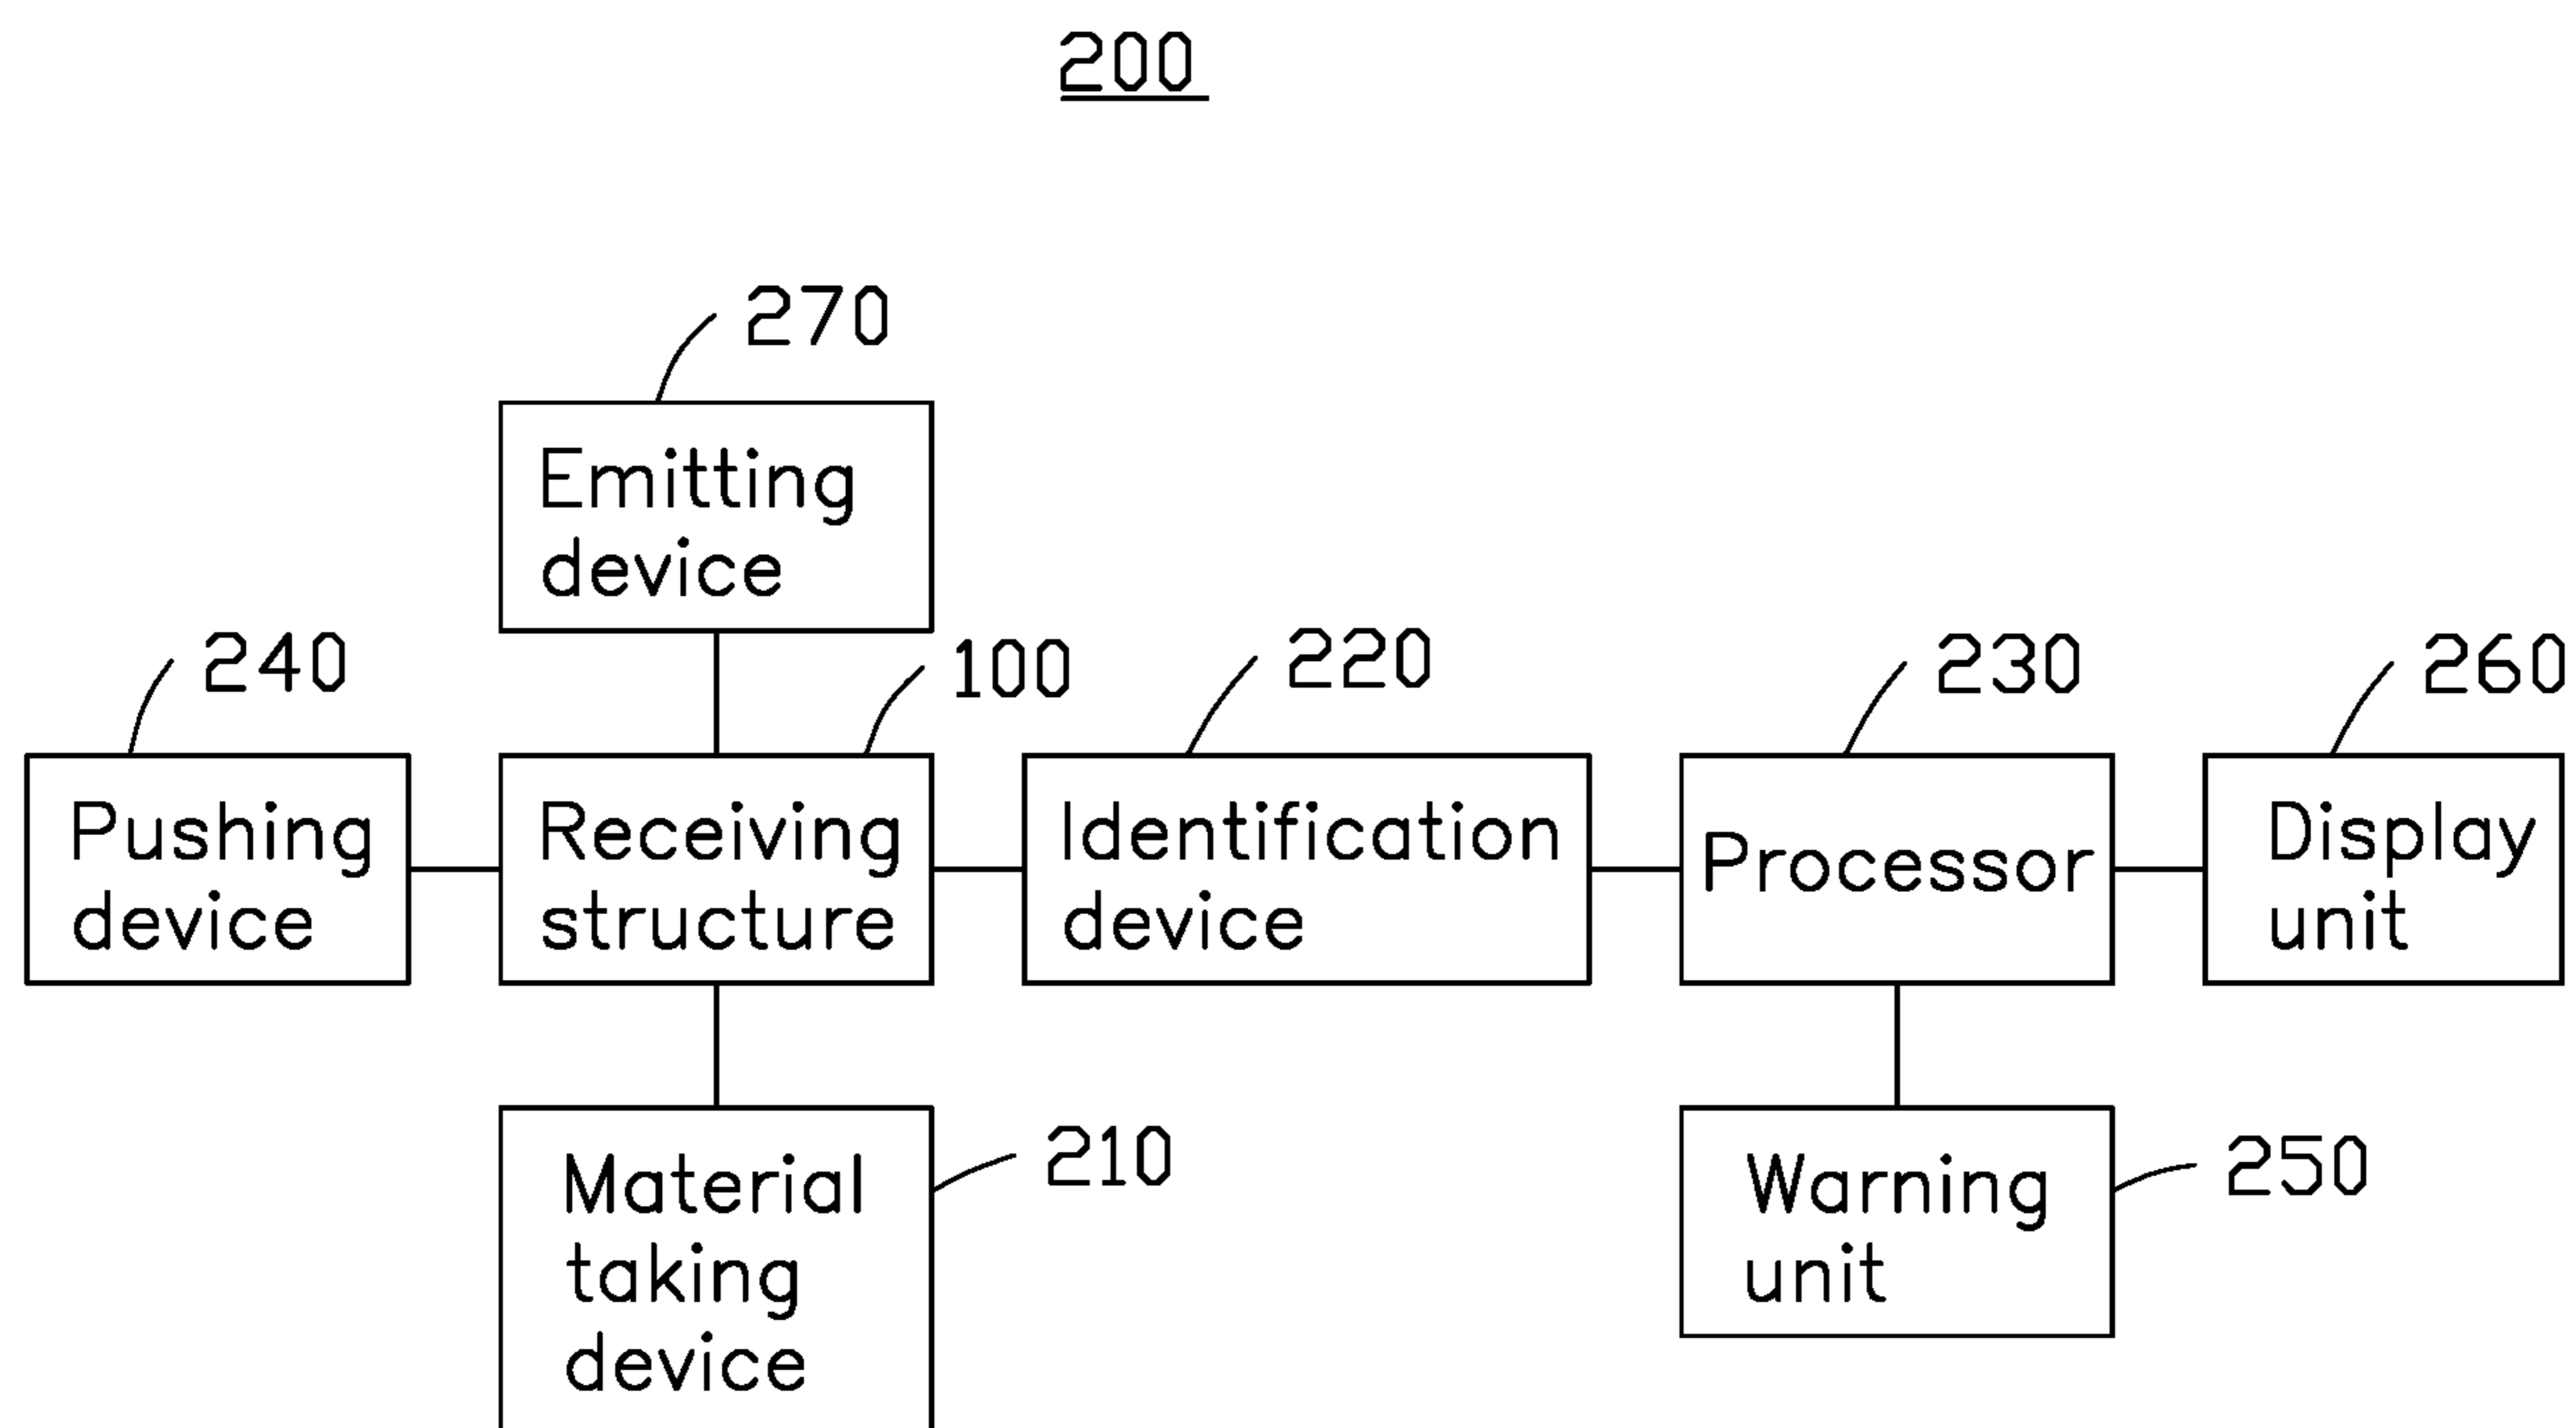 200
270
Emitting
device
240
100
220
230
260
Pushing
device
Receiving
structure
Identification
device
Processor
Display
unit
210
Material
taking
device
250
Warning
unit